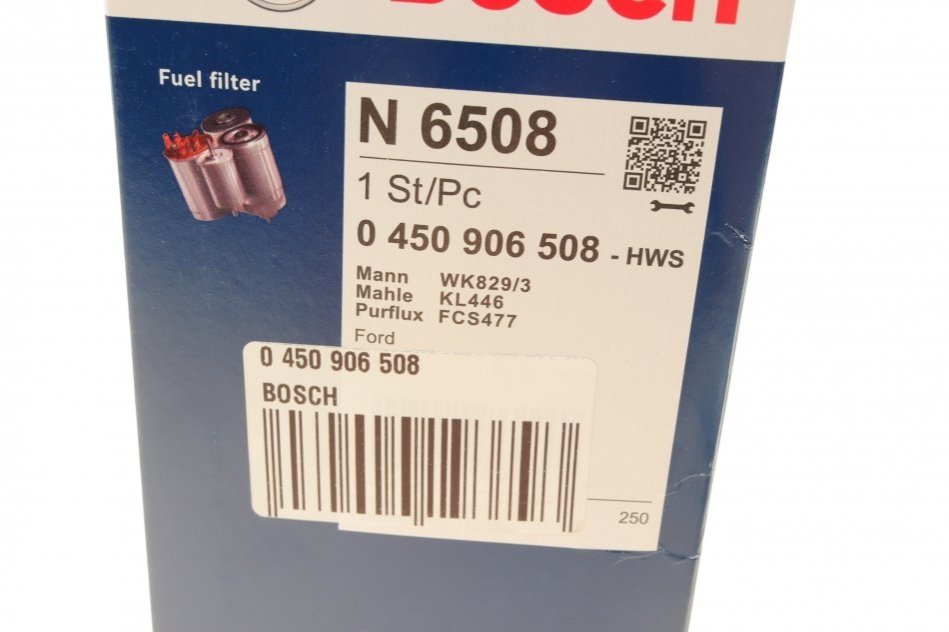 BOSCH
Fuel filter
N 6508
1 St/Pc
0 450 906 508 - HWS
Mann WK829/3
Mahle KL446
Purflux FCS477
Ford
0 450 906 508
BOSCH
250